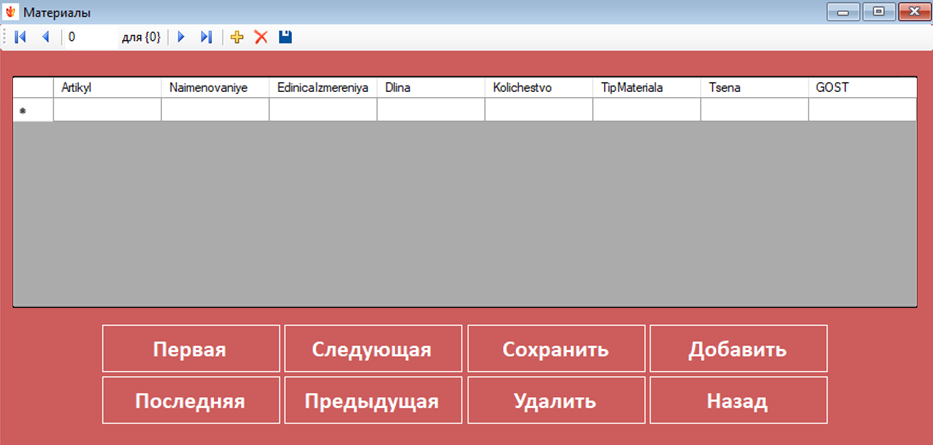 Материалы
0 для {0}
Artikyl Naimenovaniye EdinicaIzmereniya Dlina Kolichestvo TipMateriala Tsena GOST
Первая Следующая Сохранить Добавить
Последняя Предыдущая Удалить Назад